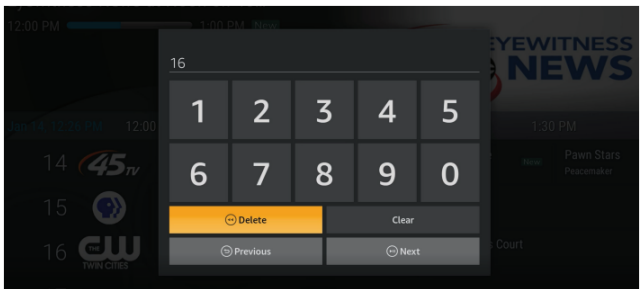 12:00 PM
1:00 PM New
EYEWITNESS
NEWS
16
1 2 3 4 5
12:00
1:30 PM
6 7 8 9 0
14 45TV
New
Pawn Stars
Peacemaker
Delete Clear
15
Previous Next
Court
16 THE CW
TWIN CITIES